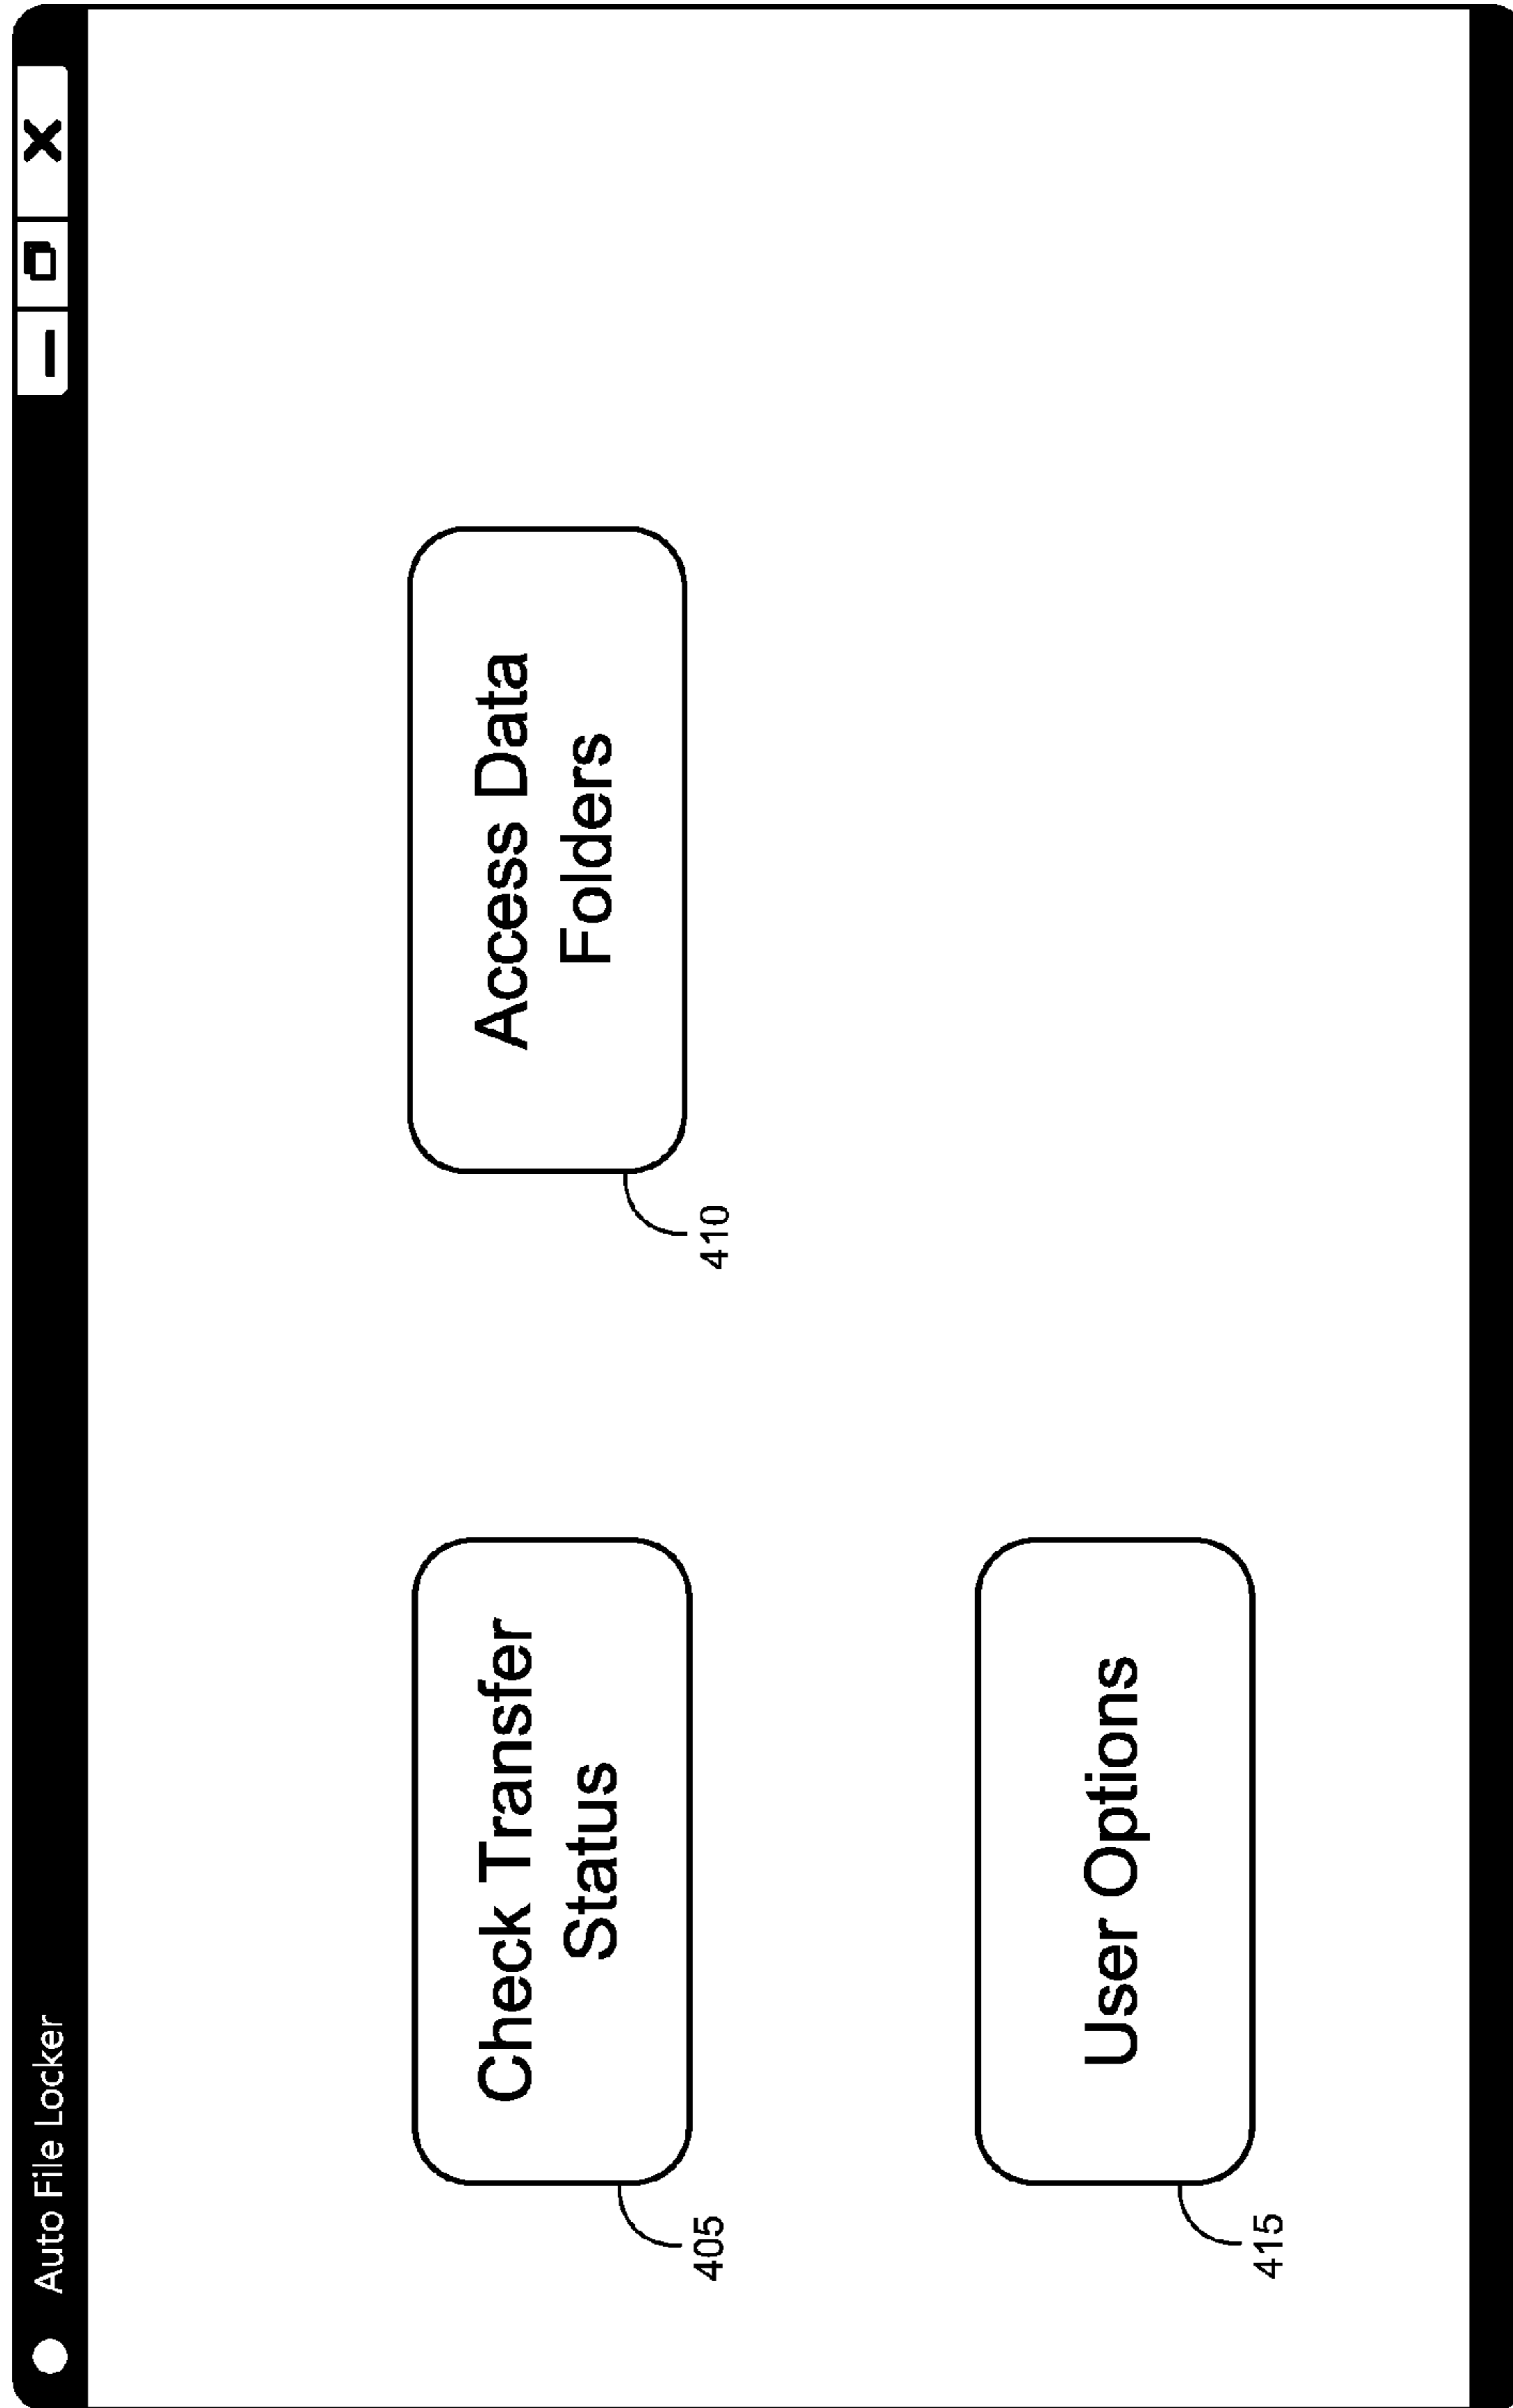 Auto File Locker
Check Transfer
Status
405
Access Data
Folders
410
User Options
415